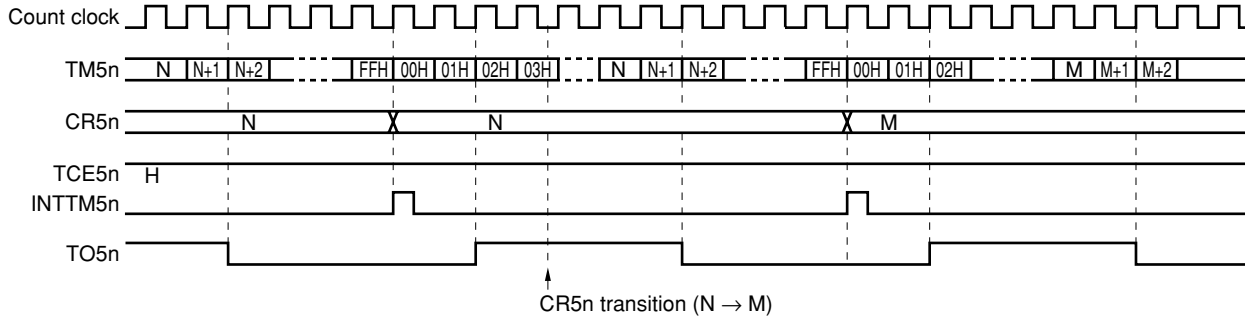 Count clock
TM5n N N+1 N+2 FFH 00H 01H 02H 03H N N+1 N+2 FFH 00H 01H 02H M M+1 M+2
CR5n N N M
TCE5n H
INTTM5n
TO5n
CR5n transition (N → M)